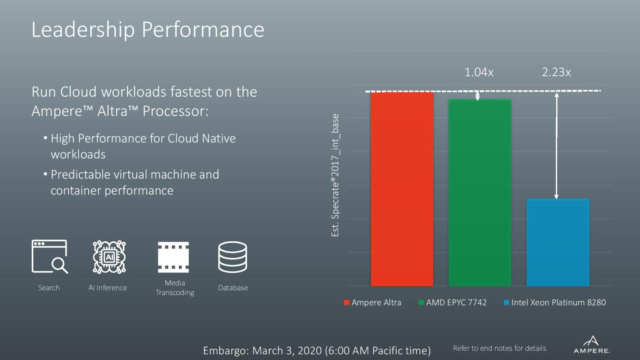 Leadership Performance
Run Cloud workloads fastest on the
Ampere™ Altra™ Processor:
• High Performance for Cloud Native
workloads
• Predictable virtual machine and
container performance
Search
AI
AI Inference
Media
Transcoding
Database
Est. Specrate®2017_int_base
1.04x
2.23x
Ampere Altra
AMD EPYC 7742
Intel Xeon Platinum 8280
Embargo: March 3, 2020 (6:00 AM Pacific time)
Refer to end notes for details
AMPERE.